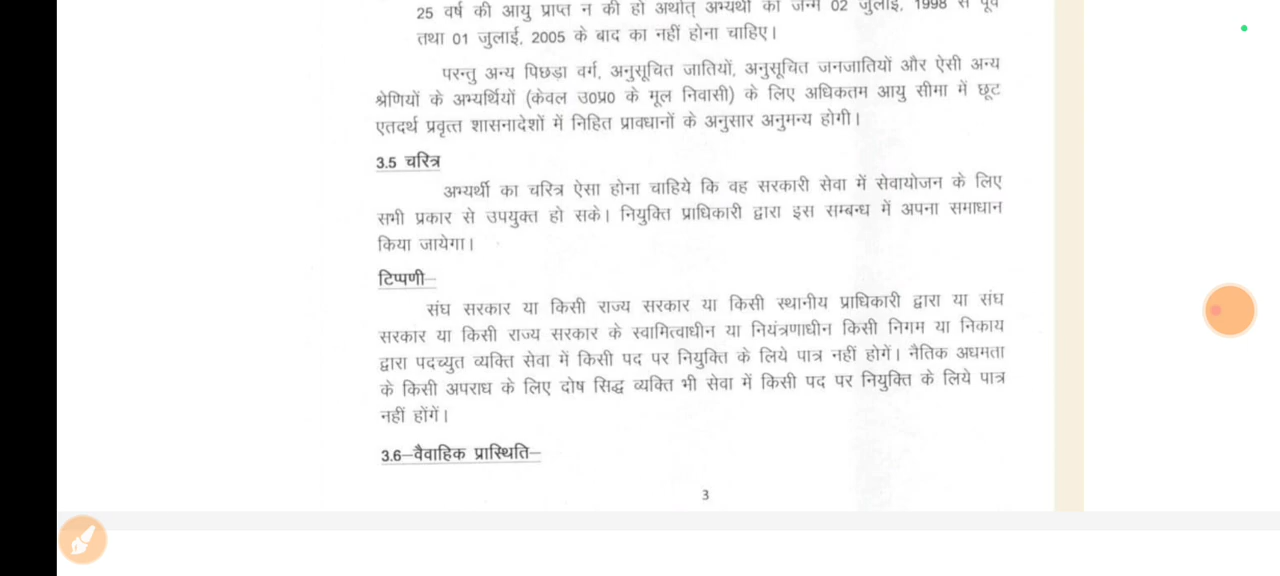 25 वर्ष की आयु प्राप्त न की हो अर्थात् अभ्यर्थी का जन्म 02 जुलाई, 1998 से पूर्व
तथा 01 जुलाई, 2005 के बाद का नहीं होना चाहिए।
परन्तु अन्य पिछड़ा वर्ग, अनुसूचित जातियों, अनुसूचित जनजातियों और ऐसी अन्य
श्रेणियों के अभ्यर्थियों (केवल उ0प्र0 के मूल निवासी) के लिए अधिकतम आयु सीमा में छूट
एतदर्थ प्रवृत्त शासनादेशों में निहित प्रावधानों के अनुसार अनुमन्य होगी।
3.5 चरित्र
अभ्यर्थी का चरित्र ऐसा होना चाहिये कि वह सरकारी सेवा में सेवायोजन के लिए
सभी प्रकार से उपयुक्त हो सके। नियुक्ति प्राधिकारी द्वारा इस सम्बन्ध में अपना समाधान
किया जायेगा।
टिप्पणी–
संघ सरकार या किसी राज्य सरकार या किसी स्थानीय प्राधिकारी द्वारा या संघ
सरकार या किसी राज्य सरकार के स्वामित्वाधीन या नियंत्रणाधीन किसी निगम या निकाय
द्वारा पदच्युत व्यक्ति सेवा में किसी पद पर नियुक्ति के लिये पात्र नहीं होगें। नैतिक अधमता
के किसी अपराध के लिए दोष सिद्ध व्यक्ति भी सेवा में किसी पद पर नियुक्ति के लिये पात्र
नहीं होंगें।
3.6–वैवाहिक प्रास्थिति–
3